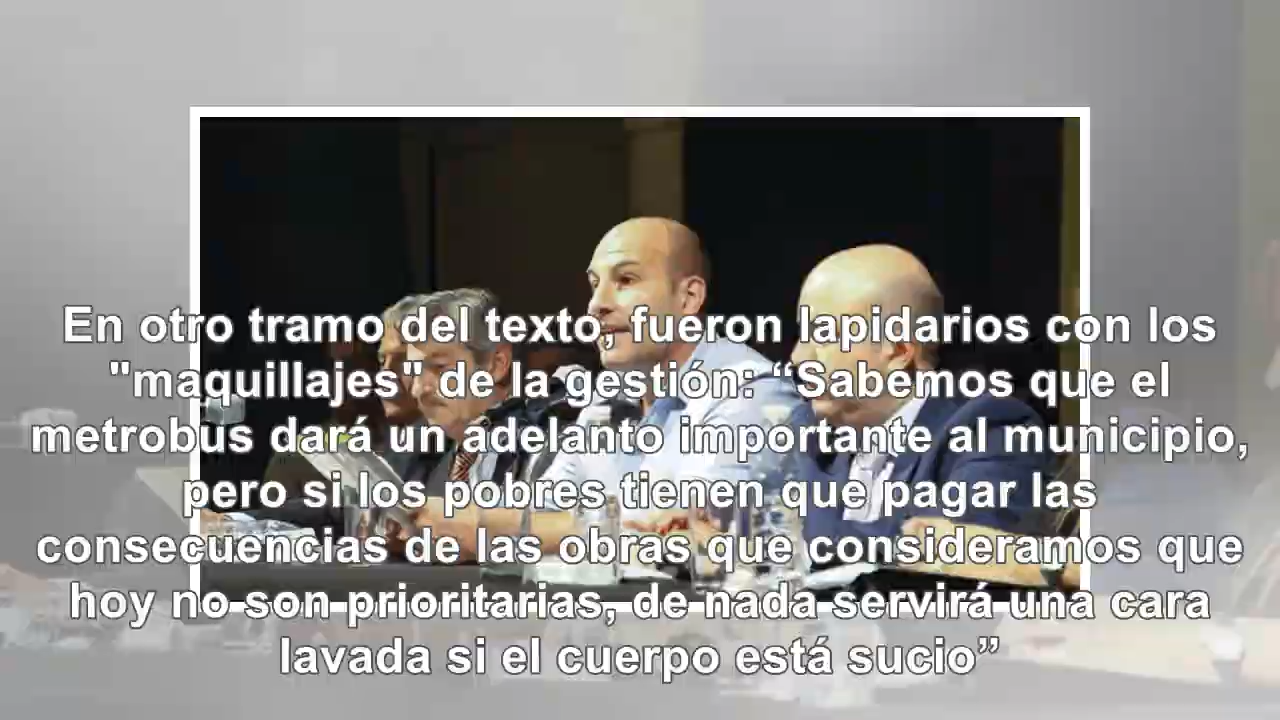 En otro tramo del texto, fueron lapidarios con los
"maquillajes" de la gestión: “Sabemos que el
metrobus dará un adelanto importante al municipio,
pero si los pobres tienen que pagar las
consecuencias de las obras que consideramos que
hoy no son prioritarias, de nada servirá una cara
lavada si el cuerpo está sucio”